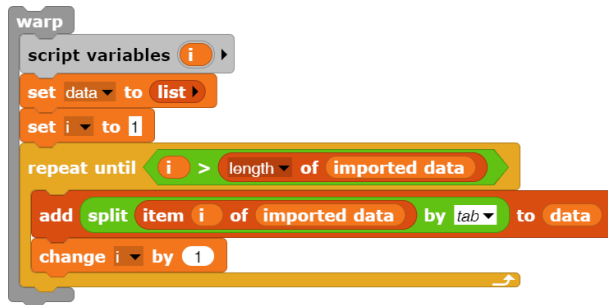 warp
script variables i
set data to list
set i to 1
repeat until i > length of imported data
add split item i of imported data by tab to data
change i by 1